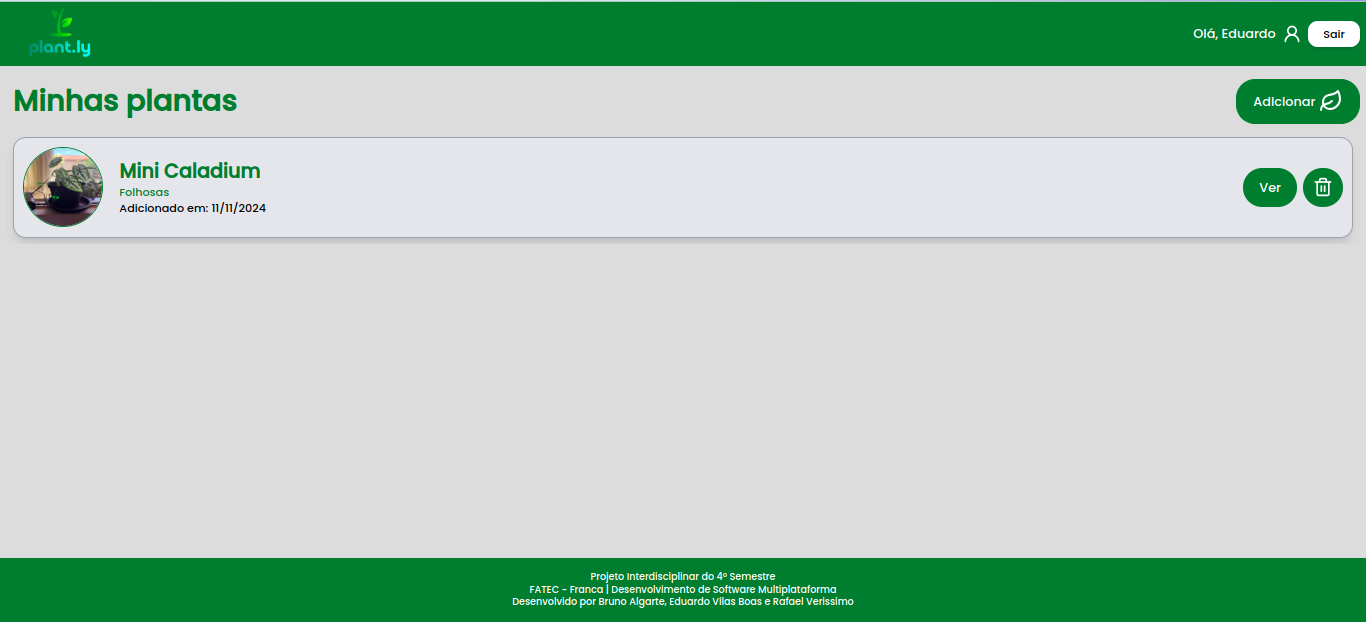 plant.ly
Olá, Eduardo
Sair
Minhas plantas
Adicionar
Mini Caladium
Folhosas
Adicionado em: 11/11/2024
Ver
Projeto Interdisciplinar do 4º Semestre
FATEC - Franca | Desenvolvimento de Software Multiplataforma
Desenvolvido por Bruno Algarte, Eduardo Vilas Boas e Rafael Verissimo